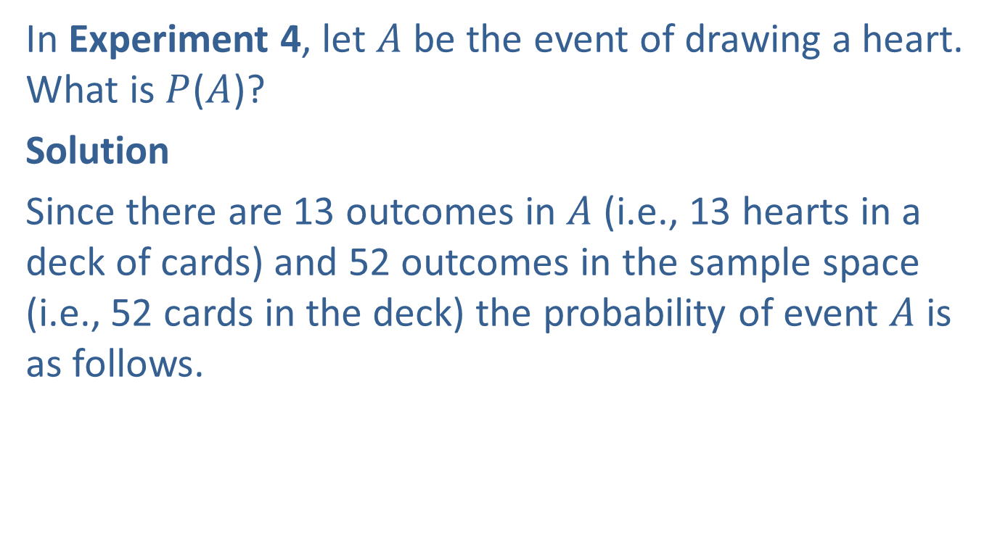 In Experiment 4, let A be the event of drawing a heart.
What is P(A)?
Solution
Since there are 13 outcomes in A (i.e., 13 hearts in a
deck of cards) and 52 outcomes in the sample space
(i.e., 52 cards in the deck) the probability of event A is
as follows.